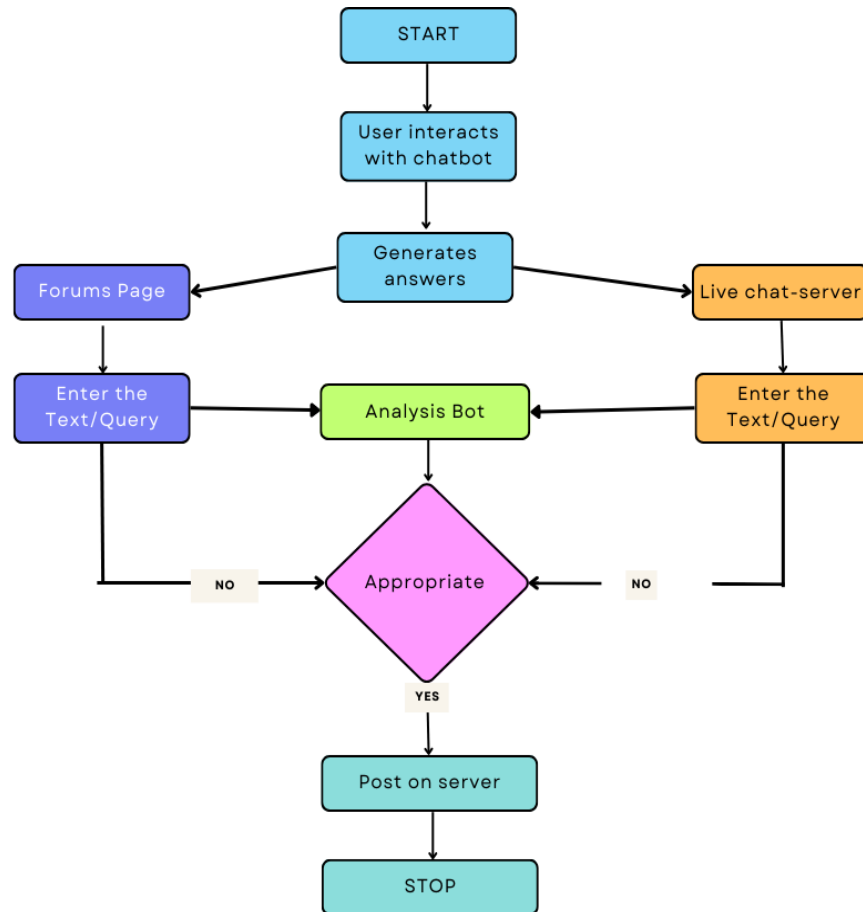 START
User interacts
with chatbot
Generates
answers
Forums Page
Live chat-server
Enter the
Text/Query
Analysis Bot
Enter the
Text/Query
Appropriate
NO
NO
YES
Post on server
STOP